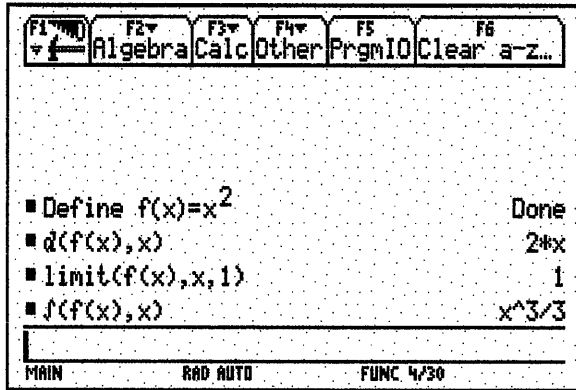 F1 F2 F3 F4 F5 F6
Algebra Calc Other PrgmIO Clear a-z…
Define f(x)=x² Done
d(f(x),x) 2*x
limit(f(x),x,1) 1
∫(f(x),x) x^3/3
MAIN RAD AUTO FUNC 4/30